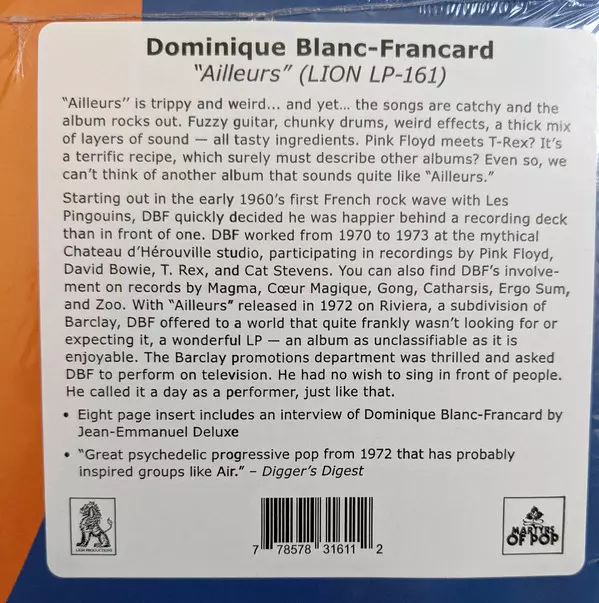 Dominique Blanc-Francard
"Ailleurs" (LION LP-161)
"Ailleurs" is trippy and weird... and yet... the songs are catchy and the
album rocks out. Fuzzy guitar, chunky drums, weird effects, a thick mix
of layers of sound — all tasty ingredients. Pink Floyd meets T-Rex? It's
a terrific recipe, which surely must describe other albums? Even so, we
can't think of another album that sounds quite like "Ailleurs."
Starting out in the early 1960's first French rock wave with Les
Pingouins, DBF quickly decided he was happier behind a recording deck
than in front of one. DBF worked from 1970 to 1973 at the mythical
Chateau d'Hérouville studio, participating in recordings by Pink Floyd,
David Bowie, T. Rex, and Cat Stevens. You can also find DBF's involve-
ment on records by Magma, Cœur Magique, Gong, Catharsis, Ergo Sum,
and Zoo. With "Ailleurs" released in 1972 on Riviera, a subdivision of
Barclay, DBF offered to a world that quite frankly wasn't looking for or
expecting it, a wonderful LP — an album as unclassifiable as it is
enjoyable. The Barclay promotions department was thrilled and asked
DBF to perform on television. He had no wish to sing in front of people.
He called it a day as a performer, just like that.
• Eight page insert includes an interview of Dominique Blanc-Francard by
Jean-Emmanuel Deluxe
• "Great psychedelic progressive pop from 1972 that has probably
inspired groups like Air." – Digger's Digest
LION PRODUCTIONS
7 78578 31611 2
MARTYRS
OF POP